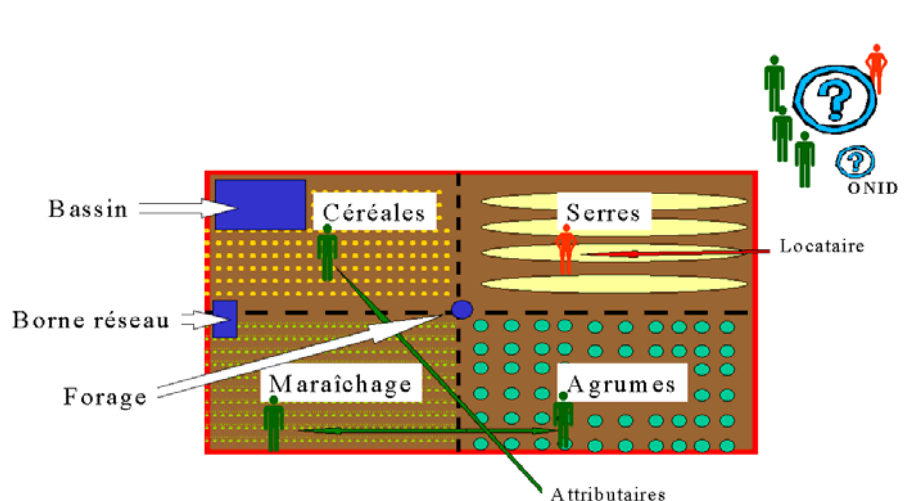 ?
?
ONID
Bassin
Céréales
Serres
Locataire
Borne réseau
Forage
Maraîchage
Agrumes
Attributaires